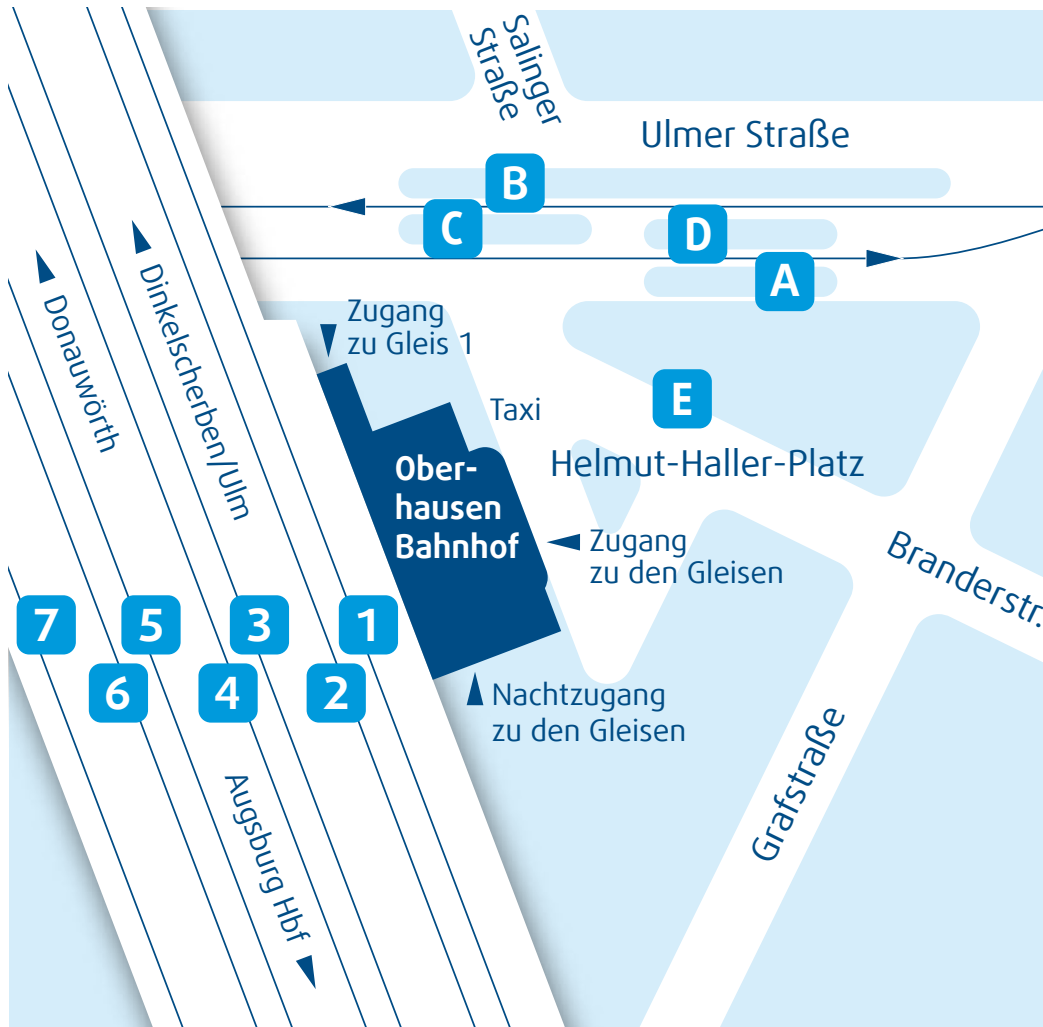 Salinger
Straße
Ulmer Straße
B
C
D
A
Zugang
zu Gleis 1
Donauwörth
Dinkelscherben/Ulm
E
Taxi
Helmut-Haller-Platz
Ober-
hausen
Bahnhof
Zugang
zu den Gleisen
Branderstr.
7
5
3
1
6
4
2
Nachtzugang
zu den Gleisen
Augsburg Hbf
Grafstraße